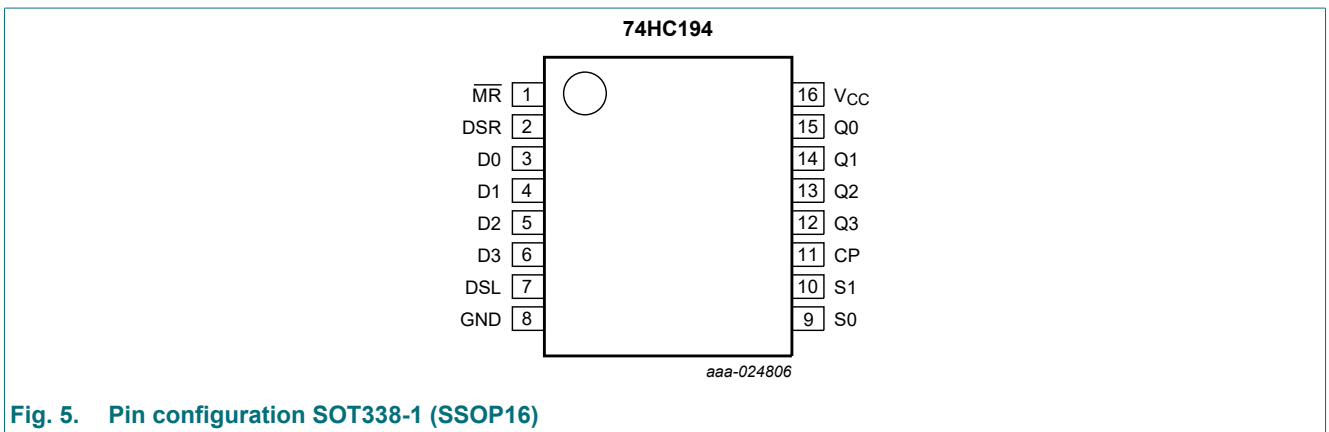 74HC194
MR 1 16 VCC
DSR 2 15 Q0
D0 3 14 Q1
D1 4 13 Q2
D2 5 12 Q3
D3 6 11 CP
DSL 7 10 S1
GND 8 9 S0
aaa-024806
Fig. 5. Pin configuration SOT338-1 (SSOP16)